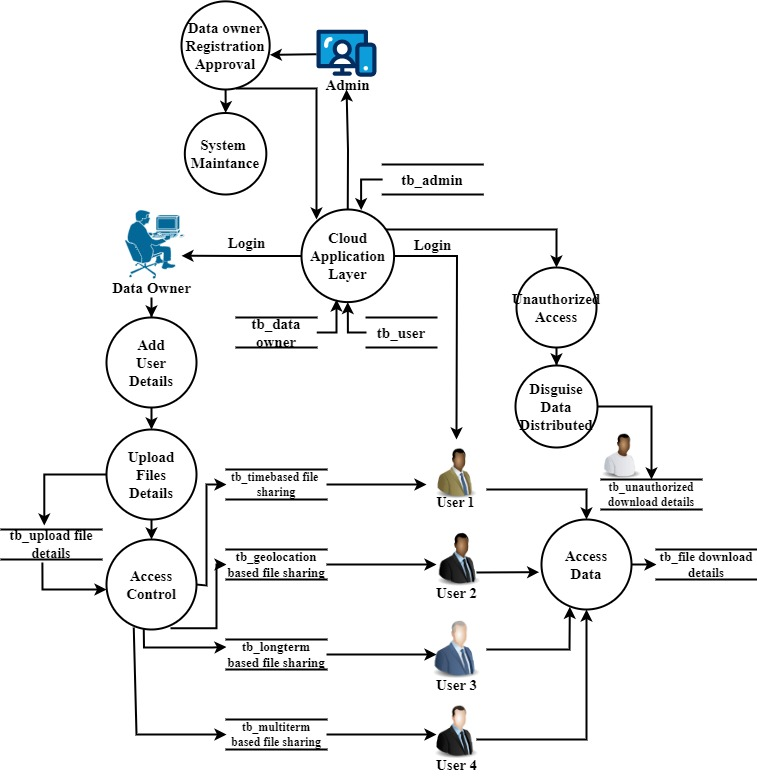 Data owner
Registration
Approval
Admin
System
Maintance
tb_admin
Login
Cloud
Application
Layer
Login
Data Owner
Unauthorized
Access
tb_data
owner
tb_user
Add
User
Details
Disguise
Data
Distributed
Upload
Files
Details
tb_timebased file
sharing
User 1
tb_unauthorized
download details
tb_upload file
details
Access
Control
tb_geolocation
based file sharing
User 2
Access
Data
tb_file download
details
tb_longterm
based file sharing
User 3
tb_multiterm
based file sharing
User 4